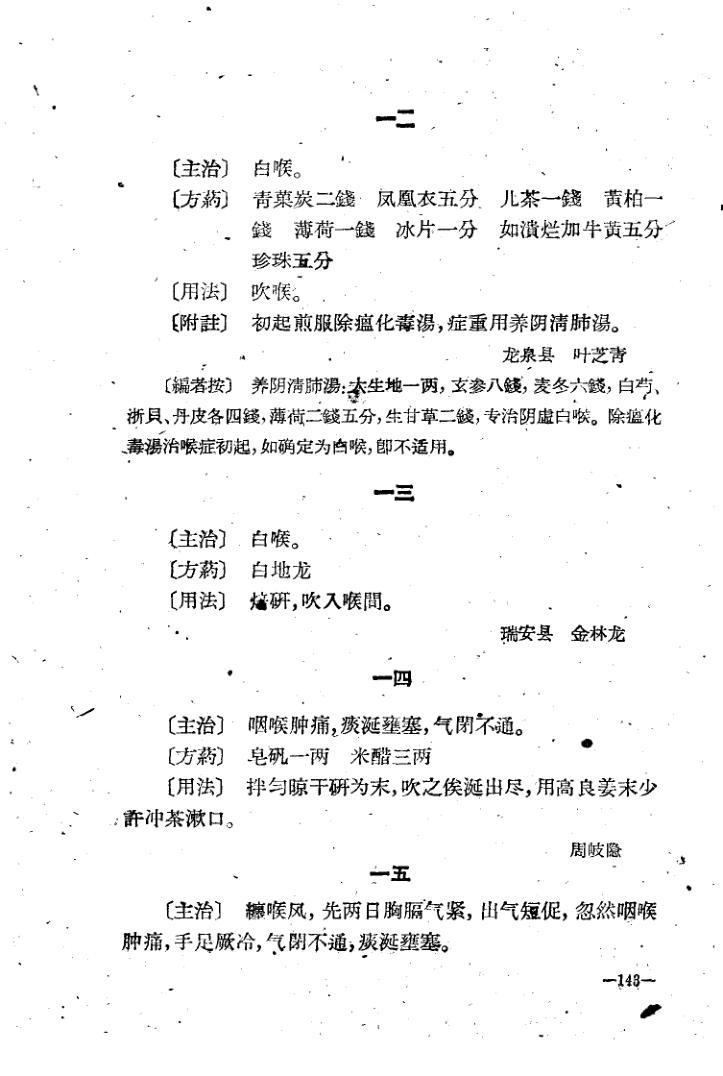 一二
〔主治〕 白喉。
〔方葯〕 青菓炭二錢 凤凰衣五分 儿茶一錢 黄柏一
錢 薄荷一錢 冰片一分 如潰烂加牛黄五分
珍珠五分
〔用法〕 吹喉。
〔附註〕 初起煎服除瘟化毒湯，症重用养阴清肺湯。
龙泉县 叶芝青
〔編者按〕 养阴清肺湯：大生地一两，玄参八錢，麦冬六錢，白芍、
浙貝、丹皮各四錢，薄荷二錢五分，生甘草二錢，专治阴虛白喉。除瘟化
毒湯治喉症初起，如确定为白喉，卽不适用。
一三
〔主治〕 白喉。
〔方葯〕 白地龙
〔用法〕 焙研，吹入喉間。
瑞安县 金林龙
一四
〔主治〕 咽喉肿痛，痰涎壅塞，气閉不通。
〔方葯〕 皂矾一两 米醋三两
〔用法〕 拌匀晾干研为末，吹之俟涎出尽，用高良姜末少
許冲茶漱口。
周岐隐
一五
〔主治〕 纏喉风，先两日胸膈气紧，出气短促，忽然咽喉
肿痛，手足厥冷，气閉不通，痰涎壅塞。
—143—